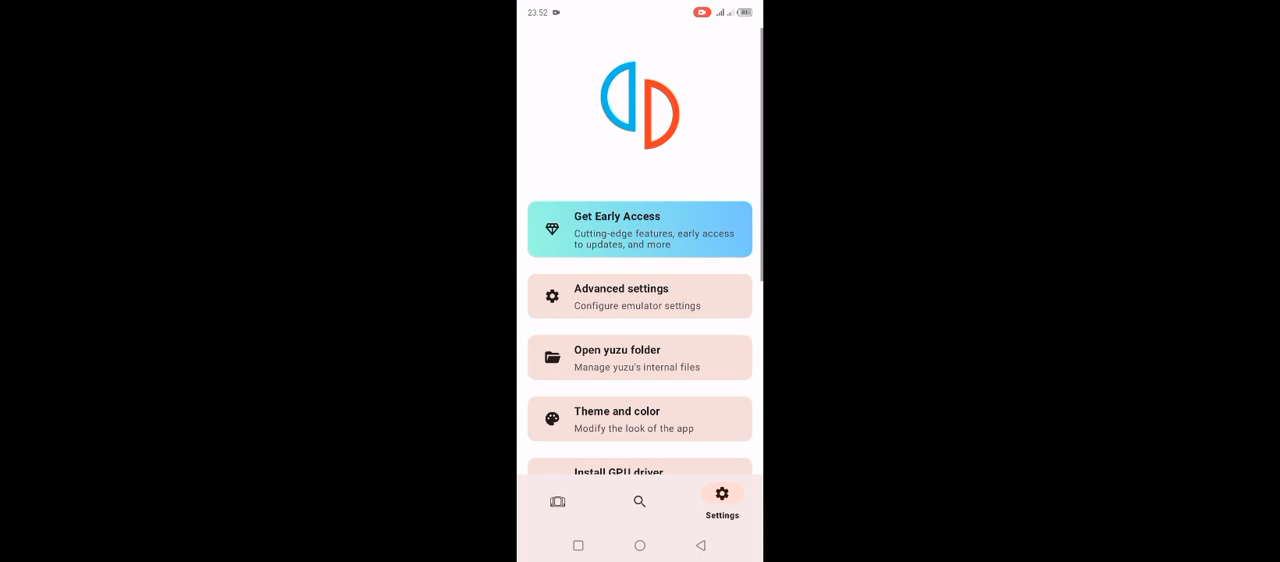 23.52
Get Early Access
Cutting-edge features, early access
to updates, and more
Advanced settings
Configure emulator settings
Open yuzu folder
Manage yuzu's internal files
Theme and color
Modify the look of the app
Install GPU driver
Settings